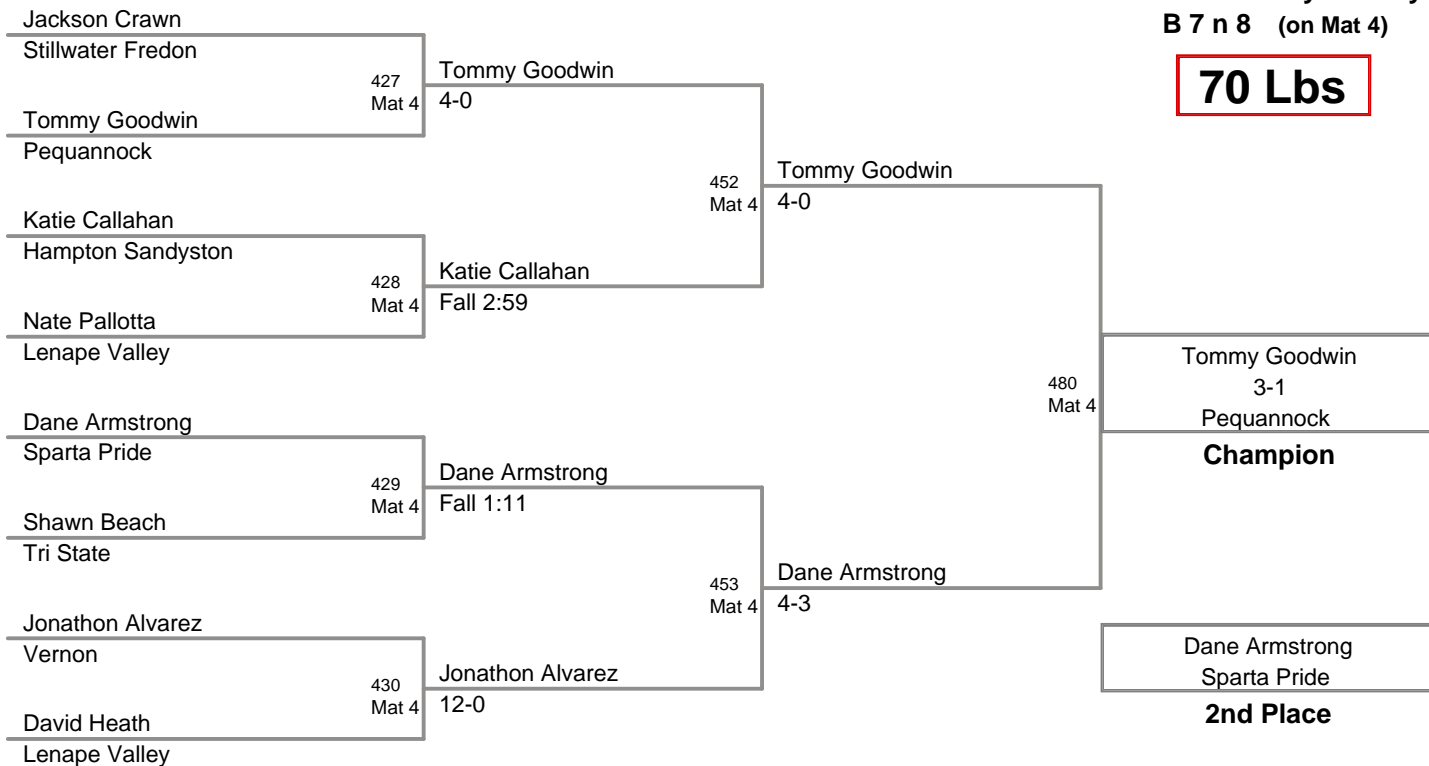 B 7 n 8 (on Mat 4)
70 Lbs
Jackson Crawn
Stillwater Fredon
427
Mat 4
Tommy Goodwin
4-0
Tommy Goodwin
Pequannock
452
Mat 4
Tommy Goodwin
4-0
Katie Callahan
Hampton Sandyston
428
Mat 4
Katie Callahan
Fall 2:59
Nate Pallotta
Lenape Valley
480
Mat 4
Tommy Goodwin
3-1
Pequannock
Champion
Dane Armstrong
Sparta Pride
429
Mat 4
Dane Armstrong
Fall 1:11
Shawn Beach
Tri State
453
Mat 4
Dane Armstrong
4-3
Jonathon Alvarez
Vernon
430
Mat 4
Jonathon Alvarez
12-0
David Heath
Lenape Valley
Dane Armstrong
Sparta Pride
2nd Place